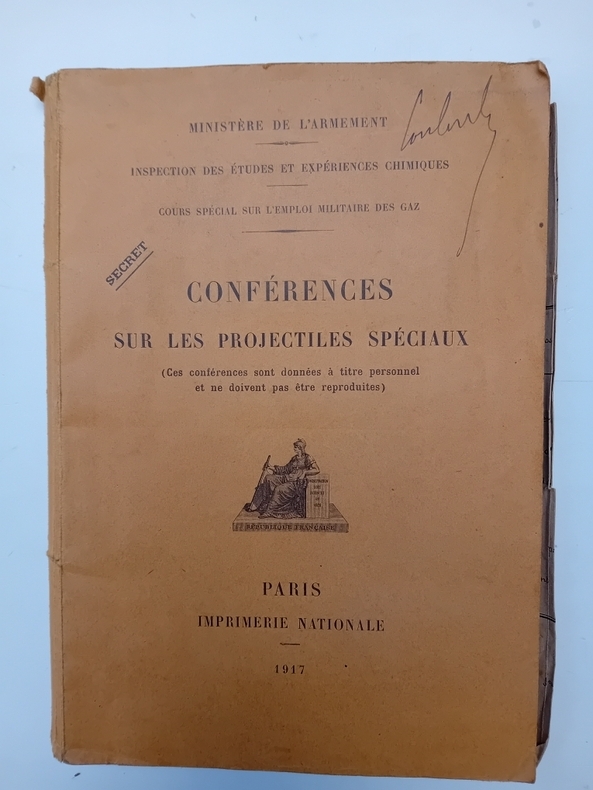 MINISTÈRE DE L'ARMEMENT
INSPECTION DES ÉTUDES ET EXPÉRIENCES CHIMIQUES
COURS SPÉCIAL SUR L'EMPLOI MILITAIRE DES GAZ
SECRET
CONFÉRENCES
SUR LES PROJECTILES SPÉCIAUX
(Ces conférences sont données à titre personnel
et ne doivent pas être reproduites)
RÉPUBLIQUE FRANÇAISE
PARIS
IMPRIMERIE NATIONALE
1917